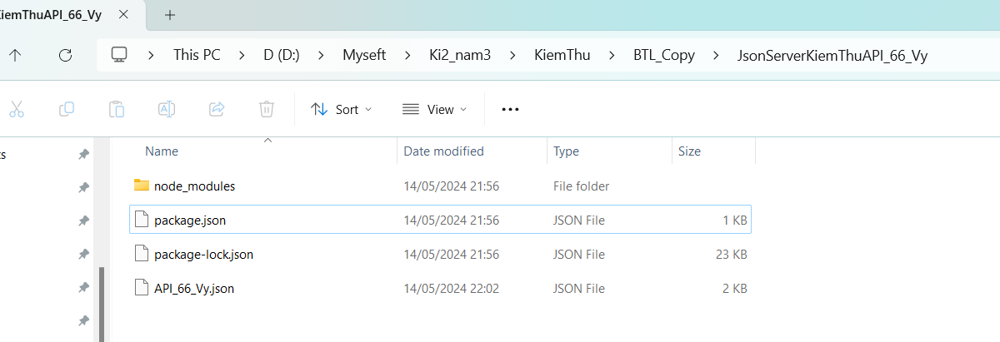 KiemThuAPI_66_Vy
This PC > D (D:) > Myseft > Ki2_nam3 > KiemThu > BTL_Copy > JsonServerKiemThuAPI_66_Vy
Sort View
Name Date modified Type Size
node_modules 14/05/2024 21:56 File folder
package.json 14/05/2024 21:56 JSON File 1 KB
package-lock.json 14/05/2024 21:56 JSON File 23 KB
API_66_Vy.json 14/05/2024 22:02 JSON File 2 KB